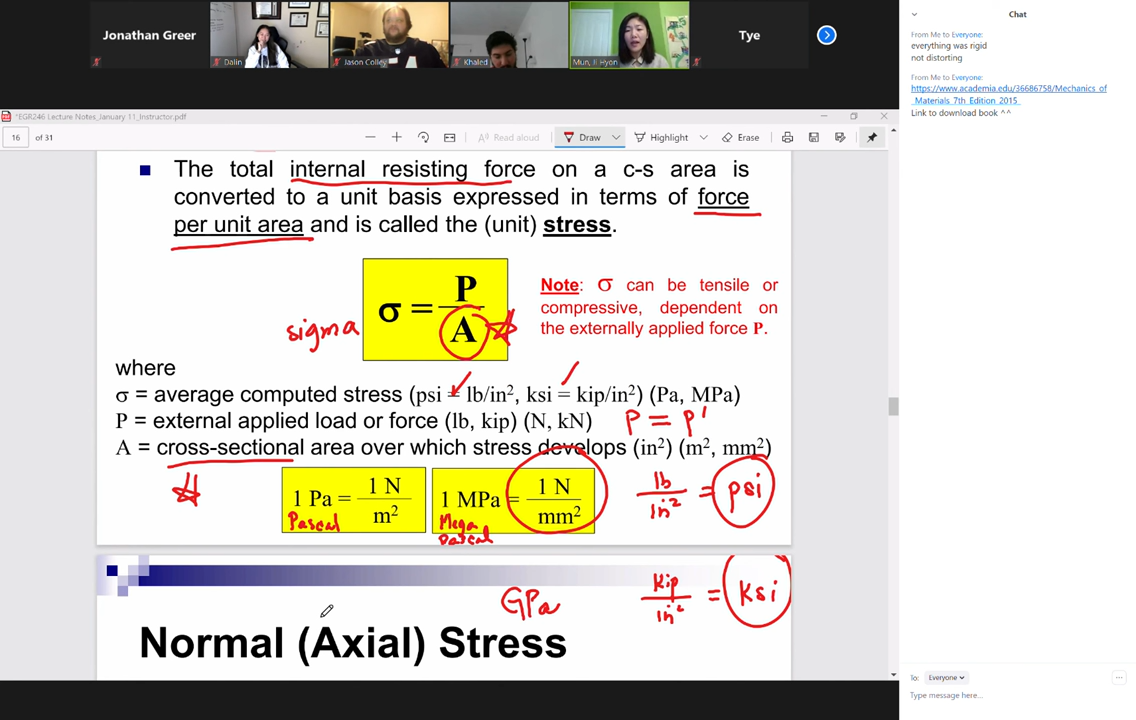 Jonathan Greer
Dalin
Jason Colley
Khaled
Mun, Ji Hyon
Tye
Chat
From Me to Everyone:
everything was rigid
not distorting
From Me to Everyone:
https://www.academia.edu/36686758/Mechanics_of
_Materials_7th_Edition_2015_
Link to download book ^^
*EGR246 Lecture Notes_January 11_Instructor.pdf
16 of 31
Read aloud
Draw
Highlight
Erase
■ The total internal resisting force on a c-s area is
converted to a unit basis expressed in terms of force
per unit area and is called the (unit) stress.
σ = P/A
sigma
Note: σ can be tensile or
compressive, dependent on
the externally applied force P.
where
σ = average computed stress (psi = lb/in², ksi = kip/in²) (Pa, MPa)
P = external applied load or force (lb, kip) (N, kN)
P = P'
A = cross-sectional area over which stress develops (in²) (m², mm²)
1 Pa = 1 N/m²
Pascal
1 MPa = 1 N/mm²
Mega
Pascal
lb/in² = psi
kip/in² = ksi
GPa
Normal (Axial) Stress
To: Everyone
Type message here...